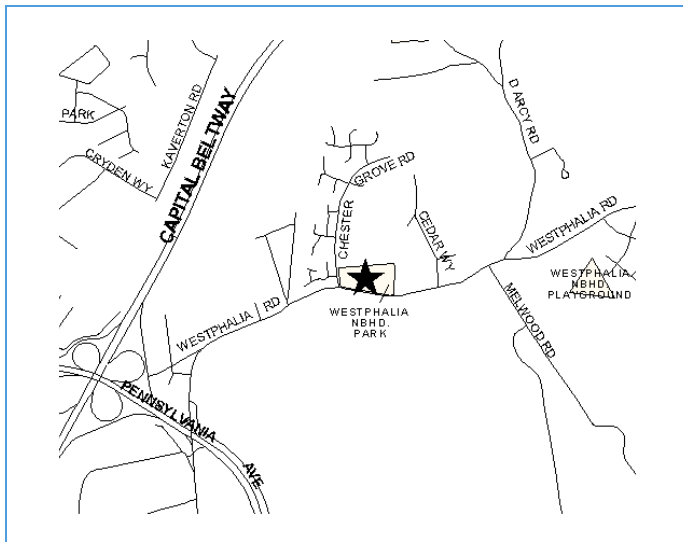 PARK
CRYDEN WY
KAVERTON RD
CAPITAL BELTWAY
D ARCY RD
GROVE RD
CHESTER
CEDAR WY
WESTPHALIA RD
WESTPHALIA
NBHD.
PLAYGROUND
WESTPHALIA
NBHD.
PARK
WESTPHALIA RD
MELWOOD RD
PENNSYLVANIA
AVE